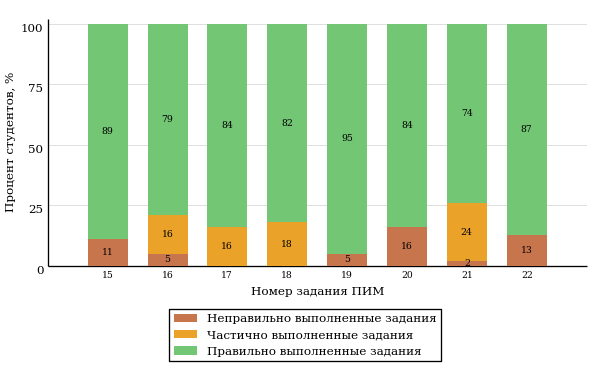 Процент студентов, %
100
75
50
25
0
89 79 84 82 95 84 74 87
16 16 18 24
11 5 5 16 2 13
15 16 17 18 19 20 21 22
Номер задания ПИМ
Неправильно выполненные задания
Частично выполненные задания
Правильно выполненные задания